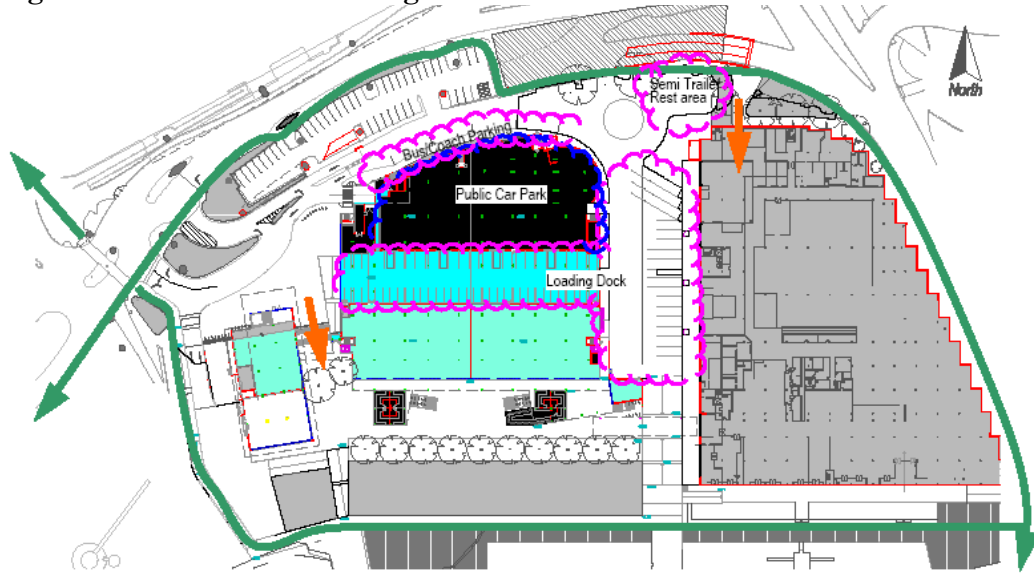 Semi Trailer
Rest area
North
Bus/Coach Parking
Public Car Park
Loading Dock